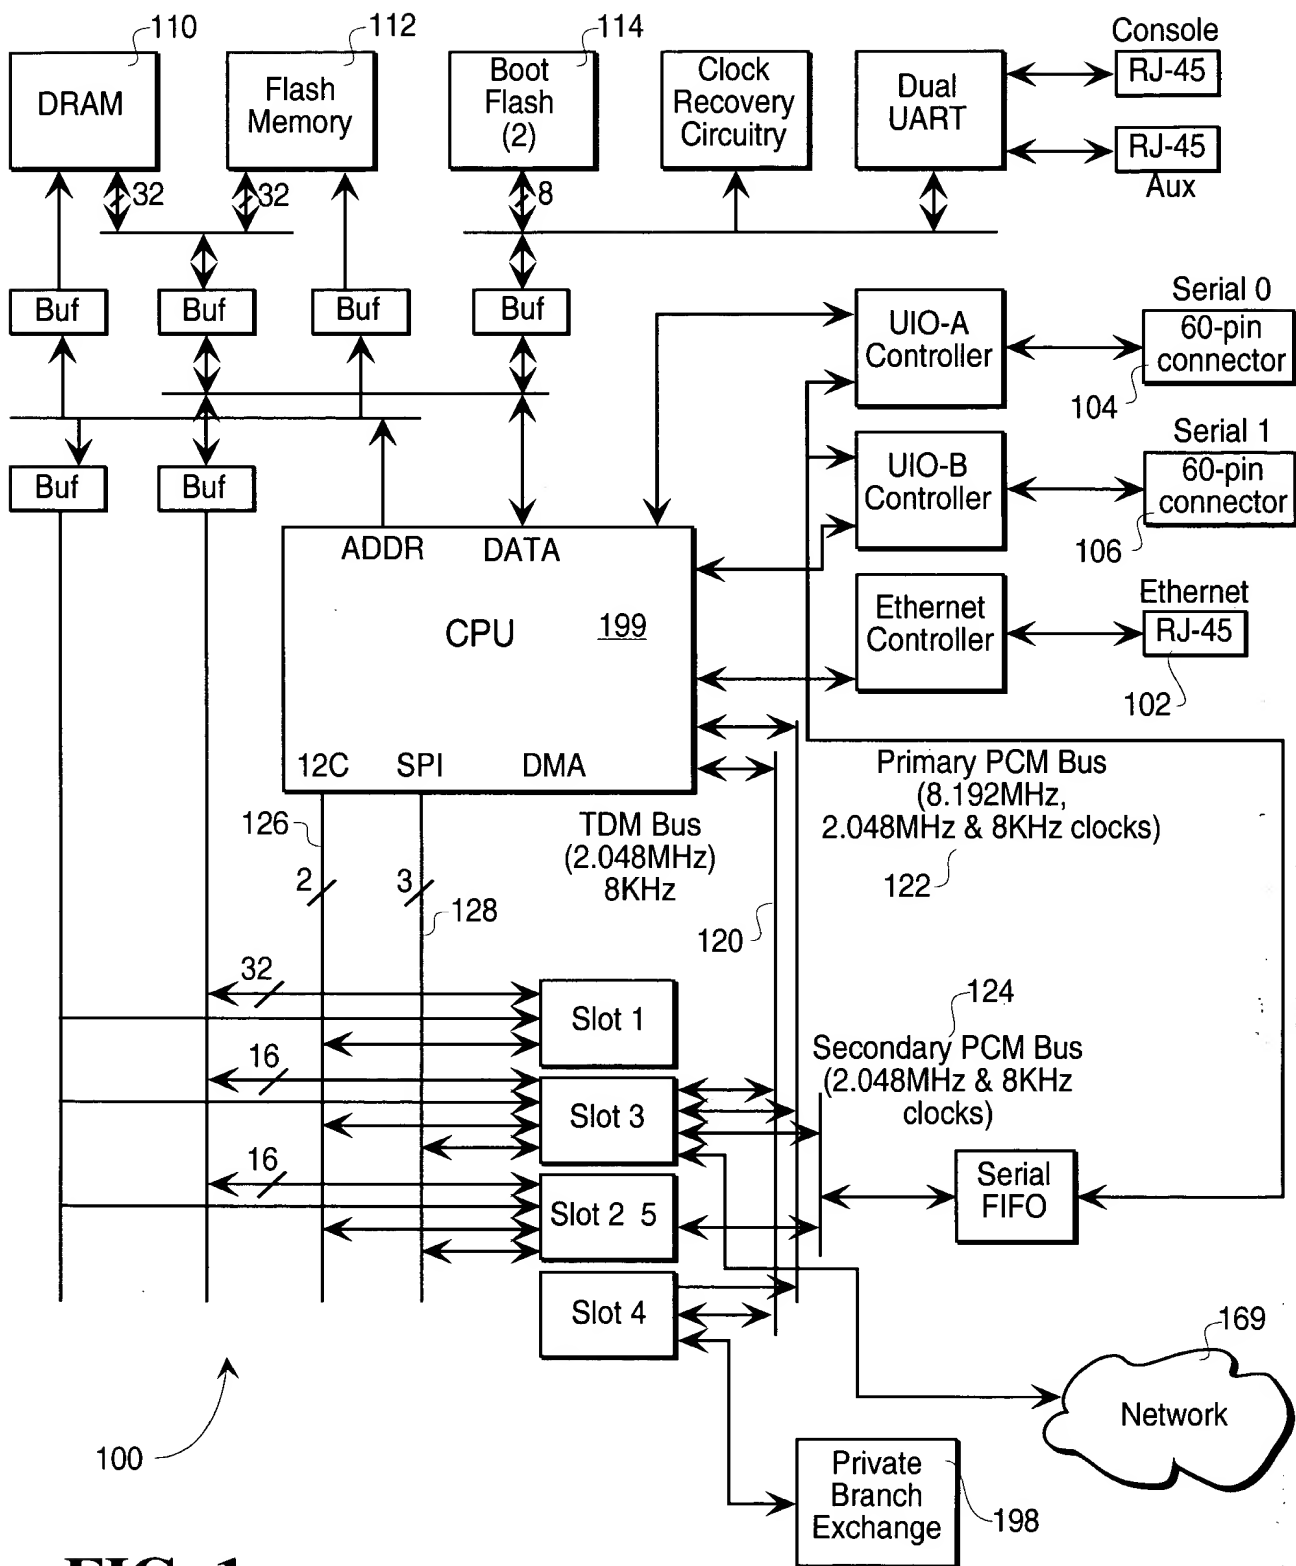 110
112
114
Console
DRAM
Flash
Memory
Boot
Flash
(2)
Clock
Recovery
Circuitry
Dual
UART
RJ-45
RJ-45
Aux
32
32
8
Buf
Buf
Buf
Buf
UIO-A
Controller
Serial 0
60-pin
connector
104
Serial 1
Buf
Buf
UIO-B
Controller
60-pin
connector
106
ADDR
DATA
CPU
199
Ethernet
Controller
Ethernet
RJ-45
102
12C
SPI
DMA
126
TDM Bus
(2.048MHz)
8KHz
Primary PCM Bus
(8.192MHz,
2.048MHz & 8KHz clocks)
122
2
3
128
120
32
Slot 1
124
Secondary PCM Bus
(2.048MHz & 8KHz
clocks)
16
Slot 3
16
Slot 2 5
Serial
FIFO
Slot 4
169
Network
100
Private
Branch
Exchange
198
FIG. 1